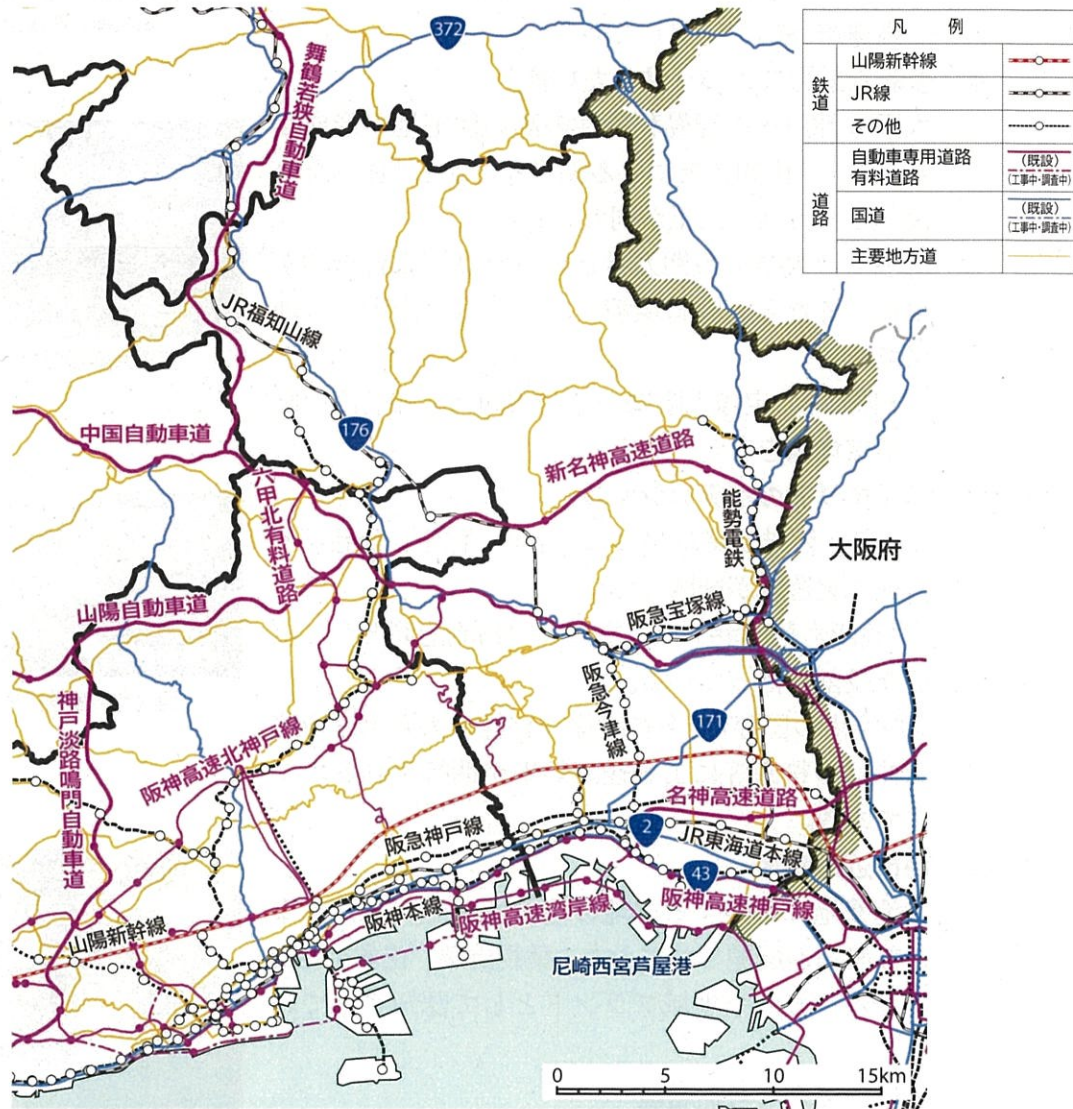 凡　例
鉄道
山陽新幹線
JR線
その他
道路
自動車専用道路
有料道路
(既設)
(工事中・調査中)
国道
(既設)
(工事中・調査中)
主要地方道
372
舞鶴若狭自動車道
JR福知山線
176
中国自動車道
六甲北有料道路
新名神高速道路
能勢電鉄
大阪府
山陽自動車道
阪急宝塚線
阪急今津線
神戸淡路鳴門自動車道
阪神高速北神戸線
171
名神高速道路
2
阪急神戸線
JR東海道本線
43
阪神高速神戸線
阪神本線
阪神高速湾岸線
山陽新幹線
尼崎西宮芦屋港
0
5
10
15km